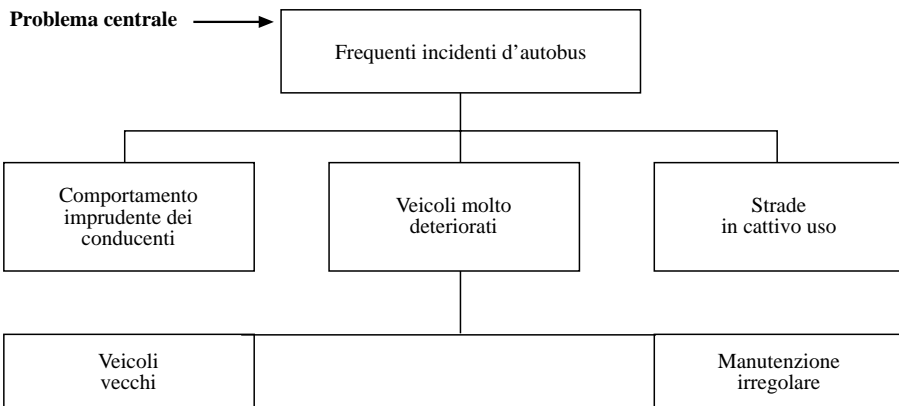 Problema centrale
Frequenti incidenti d’autobus
Comportamento
imprudente dei
conducenti
Veicoli molto
deteriorati
Strade
in cattivo uso
Veicoli
vecchi
Manutenzione
irregolare